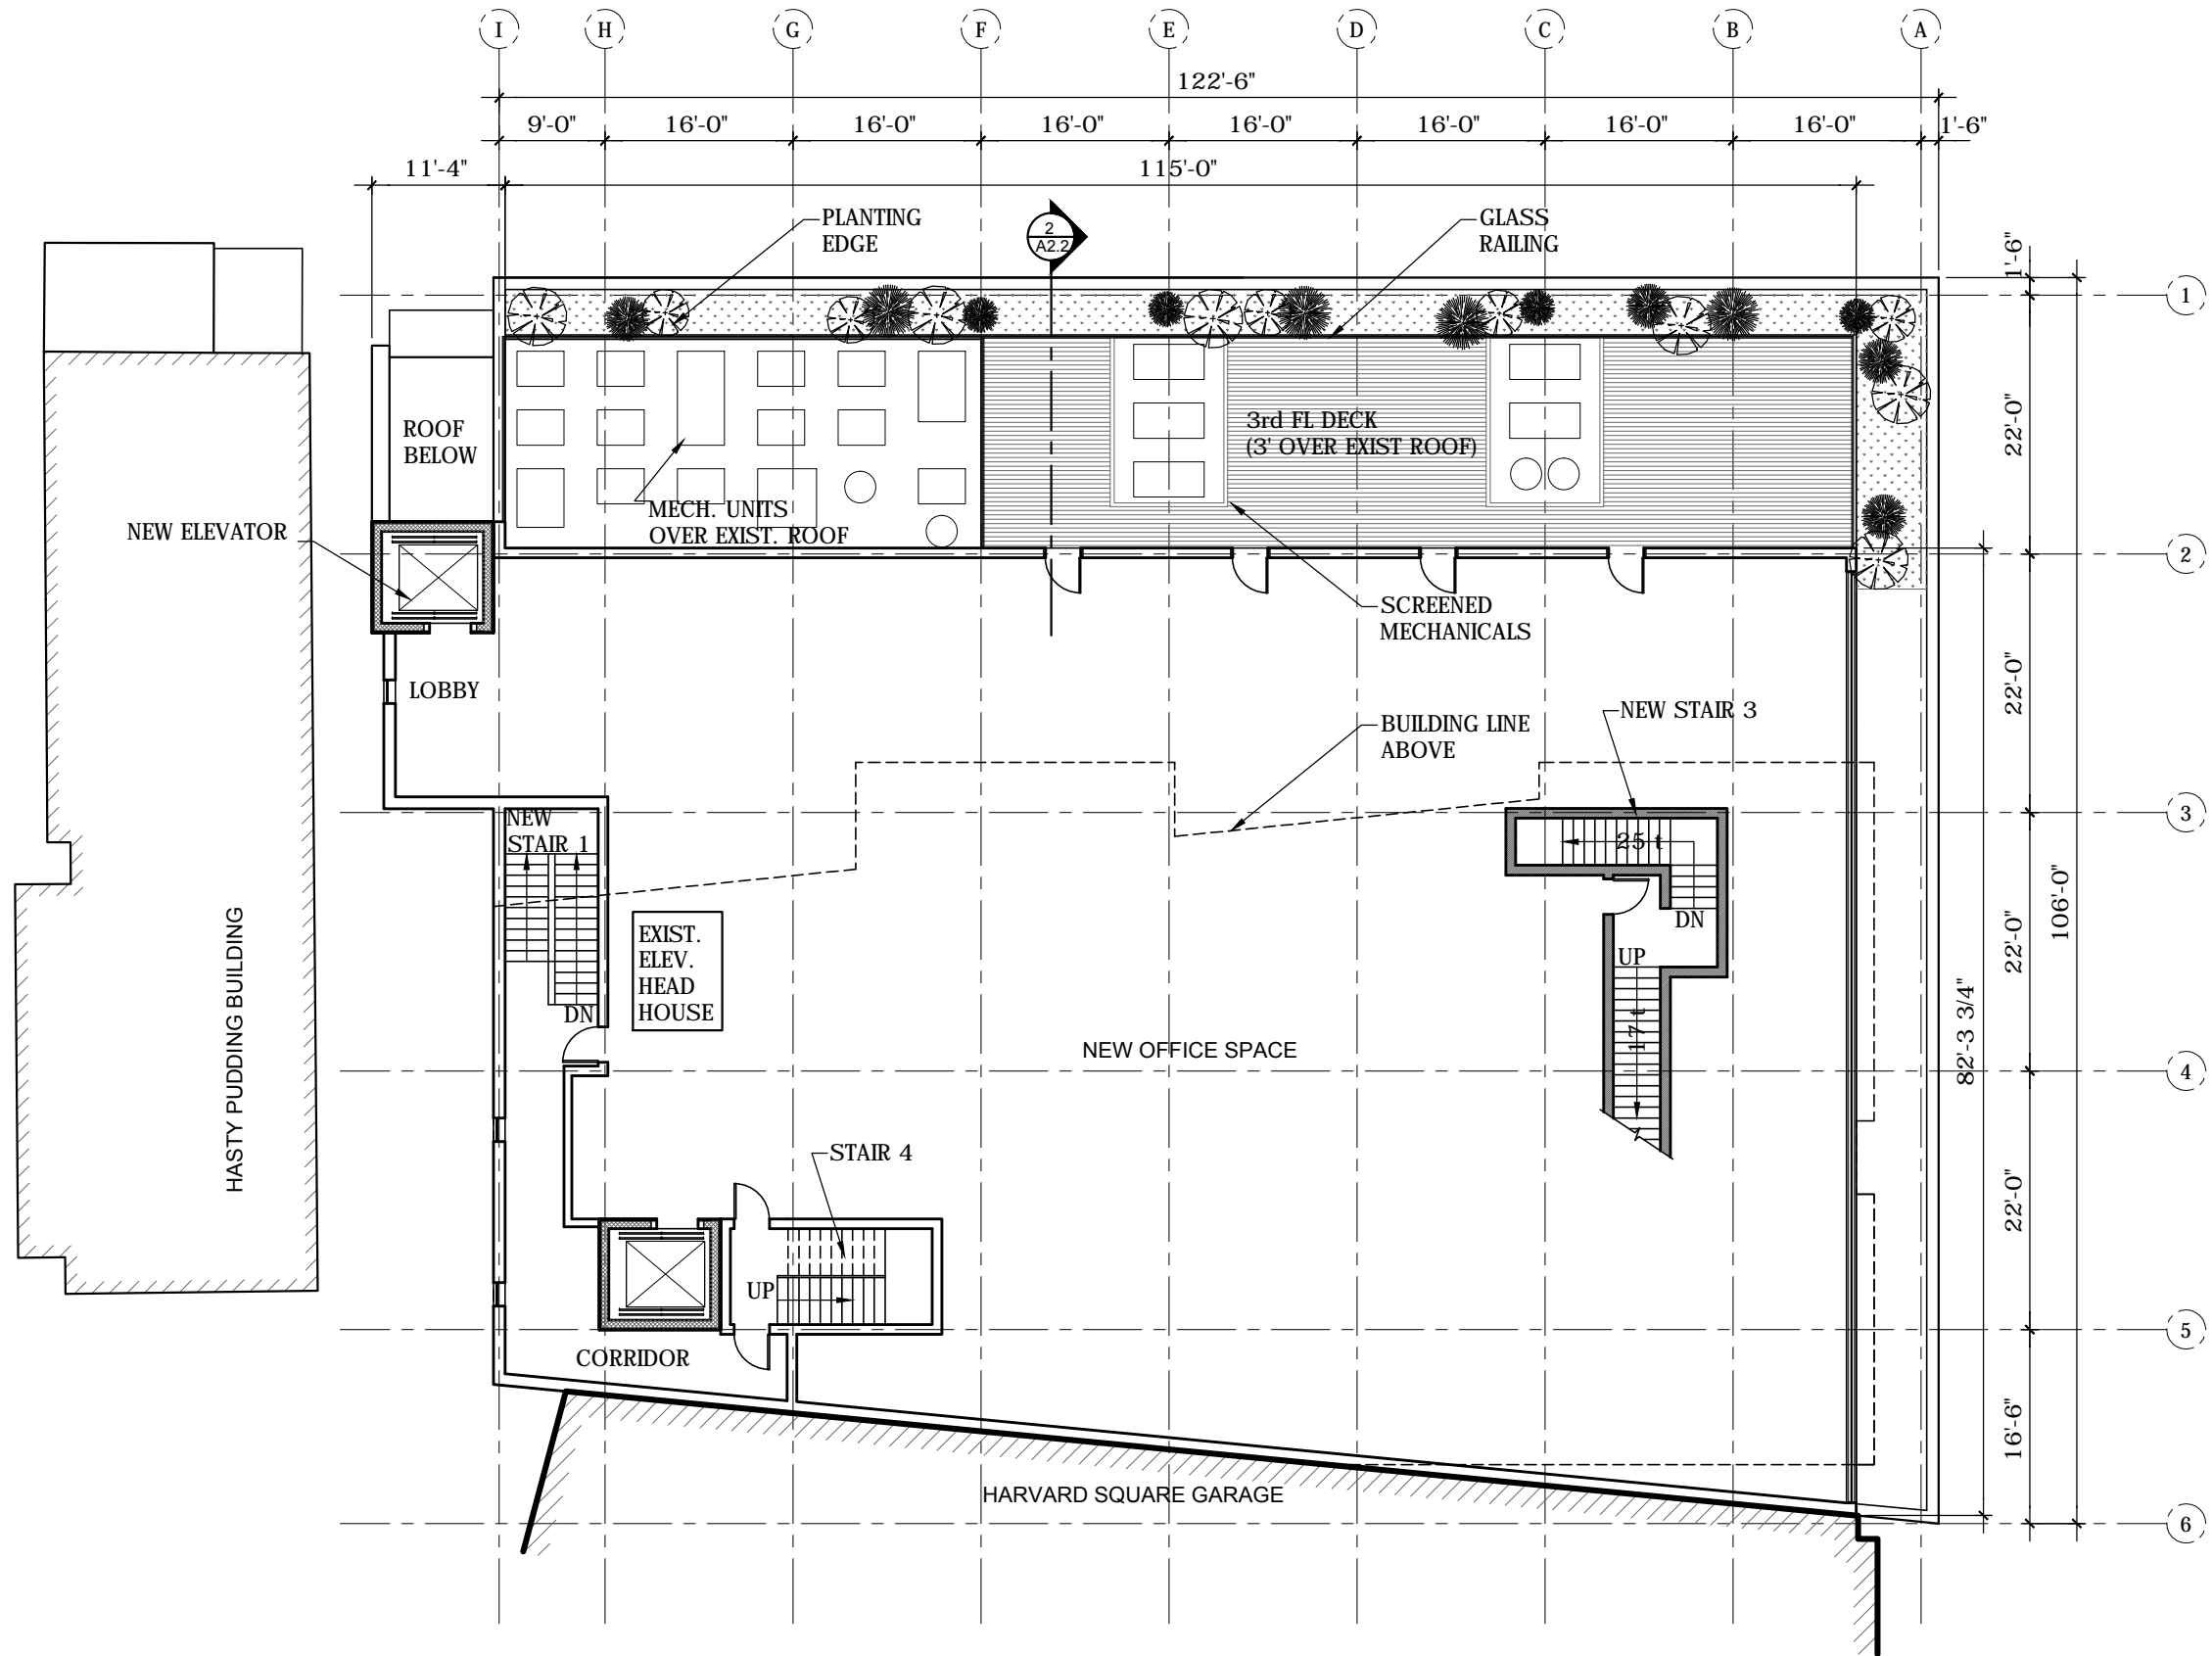 I H G F E D C B A
122'-6"
9'-0" 16'-0" 16'-0" 16'-0" 16'-0" 16'-0" 16'-0" 16'-0" 1'-6"
11'-4" 115'-0"
PLANTING
EDGE
2
A2.2
GLASS
RAILING
1'-6"
1
22'-0"
ROOF
BELOW
3rd FL DECK
(3' OVER EXIST ROOF)
MECH. UNITS
OVER EXIST. ROOF
NEW ELEVATOR
2
SCREENED
MECHANICALS
LOBBY
22'-0"
NEW STAIR 3
BUILDING LINE
ABOVE
3
NEW
STAIR 1
25 t
DN
EXIST.
ELEV.
HEAD
HOUSE
UP
DN
17 t
22'-0"
106'-0"
82'-3 3/4"
HASTY PUDDING BUILDING
NEW OFFICE SPACE
4
STAIR 4
22'-0"
UP
5
CORRIDOR
16'-6"
HARVARD SQUARE GARAGE
6